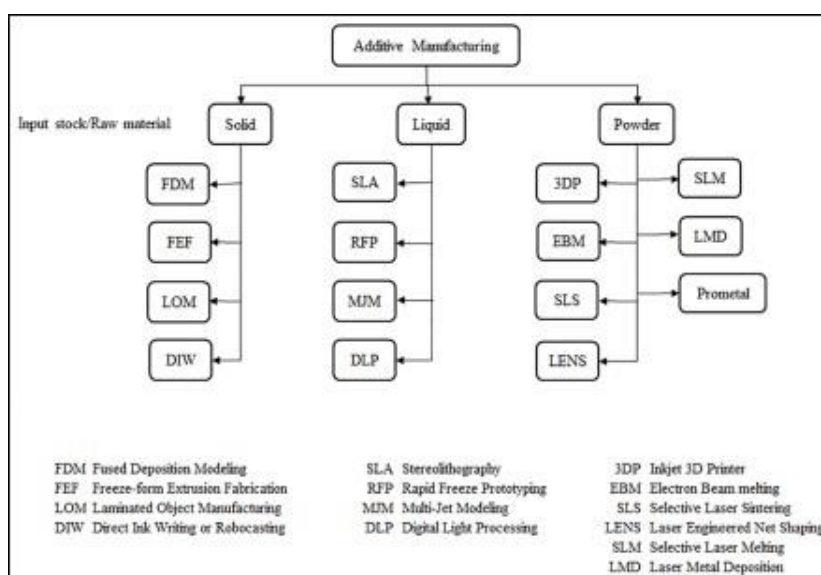 Additive Manufacturing
Input stock/Raw material
Solid
Liquid
Powder
FDM
SLA
3DP
SLM
FEF
RFP
EBM
LMD
LOM
MJM
SLS
Prometal
DIW
DLP
LENS
FDM Fused Deposition Modeling
FEF Freeze-form Extrusion Fabrication
LOM Laminated Object Manufacturing
DIW Direct Ink Writing or Robocasting
SLA Stereolithography
RFP Rapid Freeze Prototyping
MJM Multi-Jet Modeling
DLP Digital Light Processing
3DP Inkjet 3D Printer
EBM Electron Beam melting
SLS Selective Laser Sintering
LENS Laser Engineered Net Shaping
SLM Selective Laser Melting
LMD Laser Metal Deposition